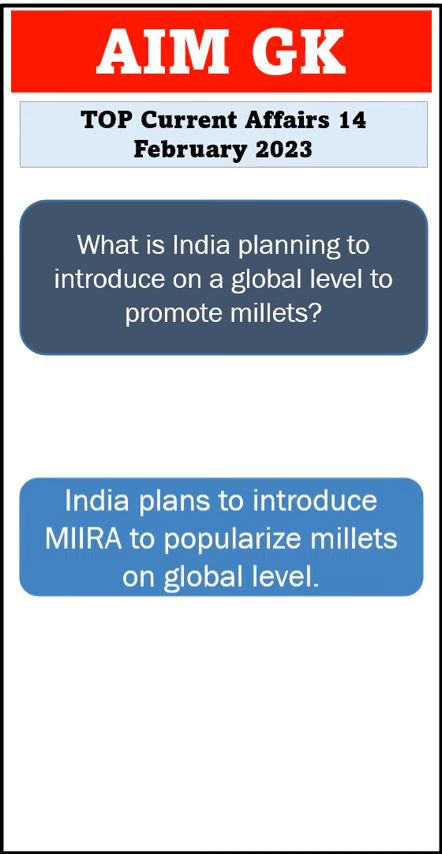 AIM GK
TOP Current Affairs 14
February 2023
What is India planning to
introduce on a global level to
promote millets?
India plans to introduce
MIIRA to popularize millets
on global level.